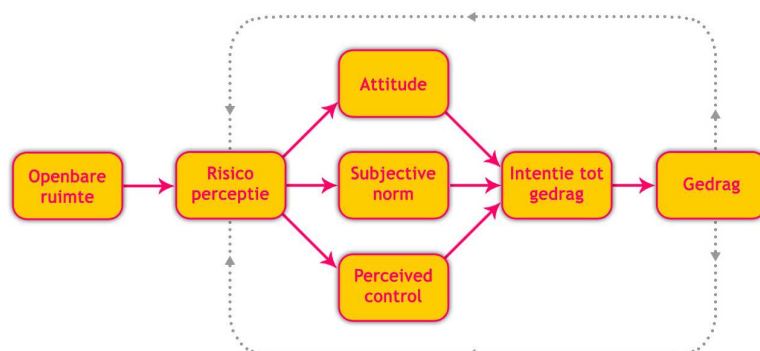 Openbare
ruimte
Risico
perceptie
Attitude
Subjective
norm
Perceived
control
Intentie tot
gedrag
Gedrag